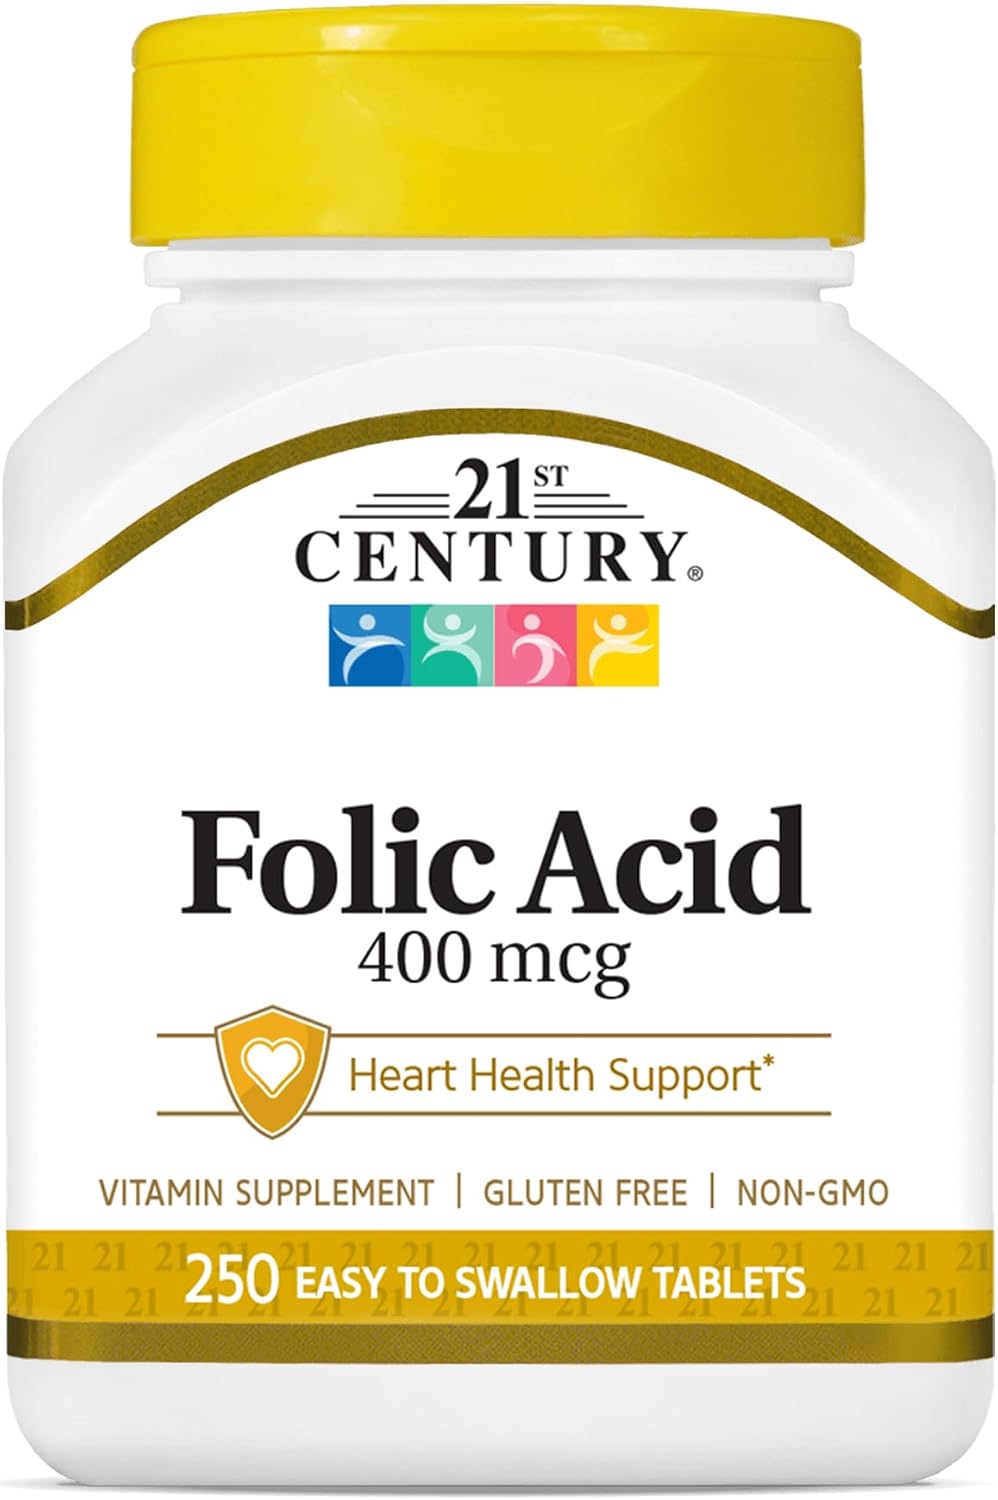 21ST
CENTURY®
Folic Acid
400 mcg
Heart Health Support*
VITAMIN SUPPLEMENT | GLUTEN FREE | NON-GMO
250 EASY TO SWALLOW TABLETS